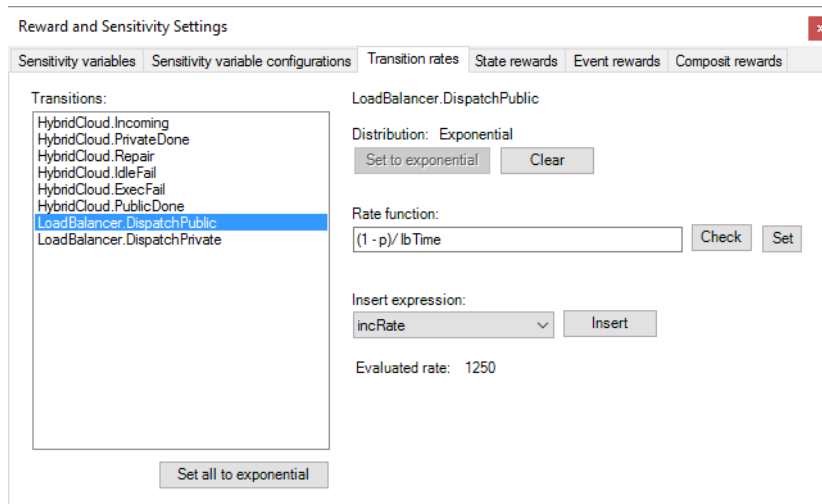 Reward and Sensitivity Settings
x
Sensitivity variables Sensitivity variable configurations Transition rates State rewards Event rewards Composit rewards
Transitions:
HybridCloud.Incoming
HybridCloud.PrivateDone
HybridCloud.Repair
HybridCloud.IdleFail
HybridCloud.ExecFail
HybridCloud.PublicDone
LoadBalancer.DispatchPublic
LoadBalancer.DispatchPrivate
Set all to exponential
LoadBalancer.DispatchPublic
Distribution: Exponential
Set to exponential Clear
Rate function:
(1 - p)/lbTime Check Set
Insert expression:
incRate Insert
Evaluated rate: 1250